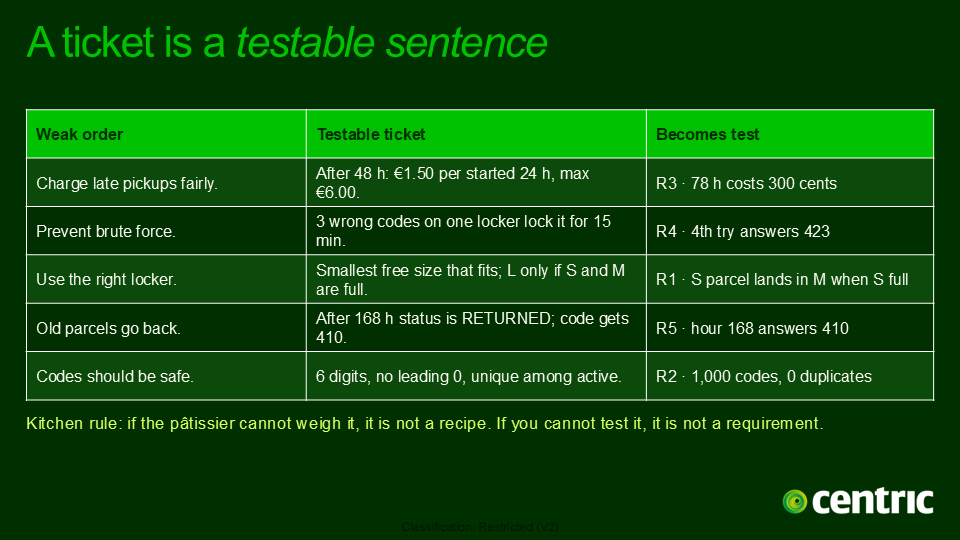 A ticket is a testable sentence
Weak order
Testable ticket
Becomes test
Charge late pickups fairly.
After 48 h: €1.50 per started 24 h, max
€6.00.
R3 · 78 h costs 300 cents
Prevent brute force.
3 wrong codes on one locker lock it for 15
min.
R4 · 4th try answers 423
Use the right locker.
Smallest free size that fits; L only if S and M
are full.
R1 · S parcel lands in M when S full
Old parcels go back.
After 168 h status is RETURNED; code gets
410.
R5 · hour 168 answers 410
Codes should be safe.
6 digits, no leading 0, unique among active.
R2 · 1,000 codes, 0 duplicates
Kitchen rule: if the pâtissier cannot weigh it, it is not a recipe. If you cannot test it, it is not a requirement.
centric
Classification: Restricted (V2)